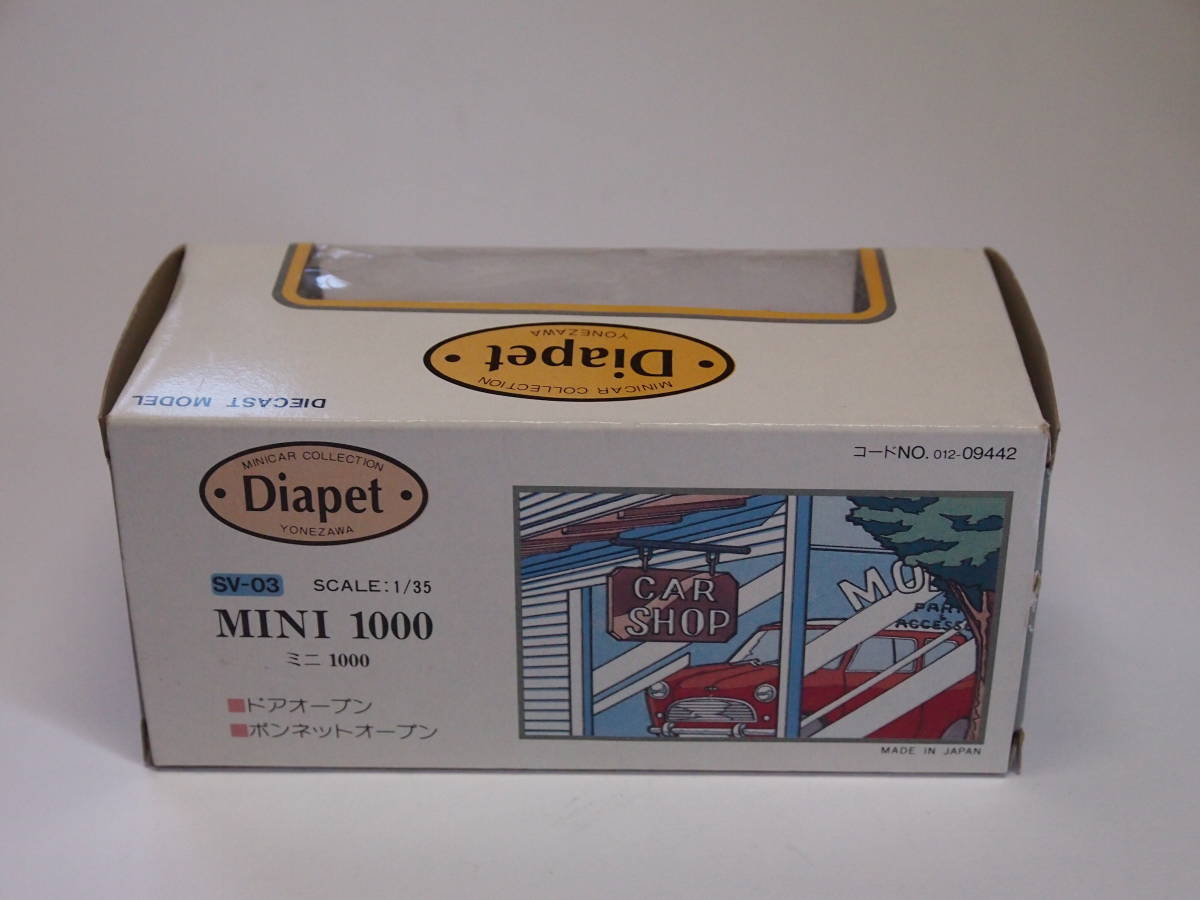 MINICAR COLLECTION
Diapet
YONEZAWA
DIECAST MODEL
MINICAR COLLECTION
Diapet
YONEZAWA
コードNO. 012-09442
SV-03 SCALE:1/35
MINI 1000
ミニ 1000
■ドアオープン
■ボンネットオープン
CAR
SHOP
MADE IN JAPAN